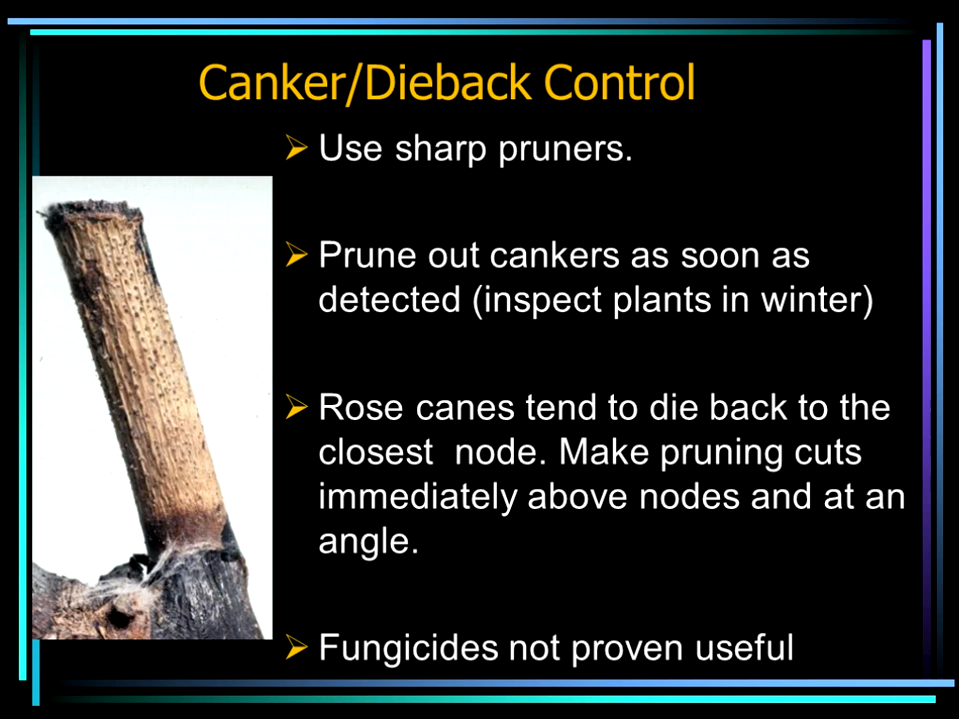 Canker/Dieback Control
Use sharp pruners.
Prune out cankers as soon as
detected (inspect plants in winter)
Rose canes tend to die back to the
closest  node. Make pruning cuts
immediately above nodes and at an
angle.
Fungicides not proven useful